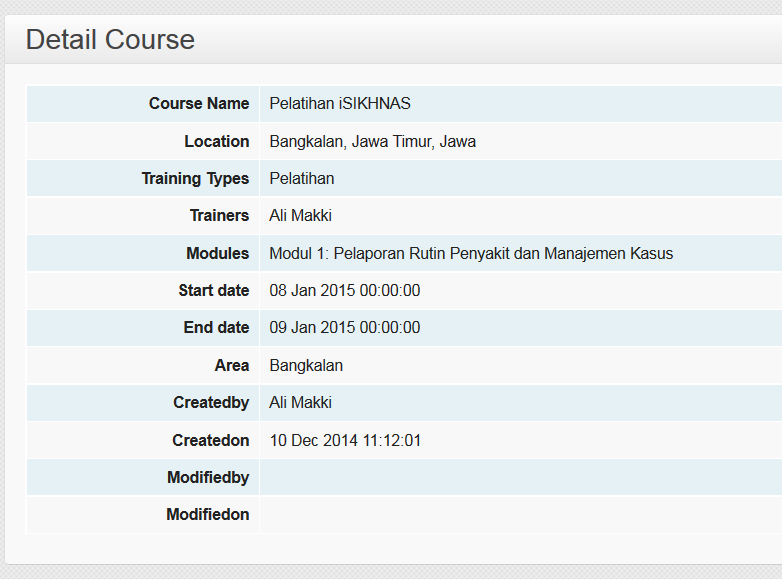 Detail Course
Course Name Pelatihan iSIKHNAS
Location Bangkalan, Jawa Timur, Jawa
Training Types Pelatihan
Trainers Ali Makki
Modules Modul 1: Pelaporan Rutin Penyakit dan Manajemen Kasus
Start date 08 Jan 2015 00:00:00
End date 09 Jan 2015 00:00:00
Area Bangkalan
Createdby Ali Makki
Createdon 10 Dec 2014 11:12:01
Modifiedby
Modifiedon